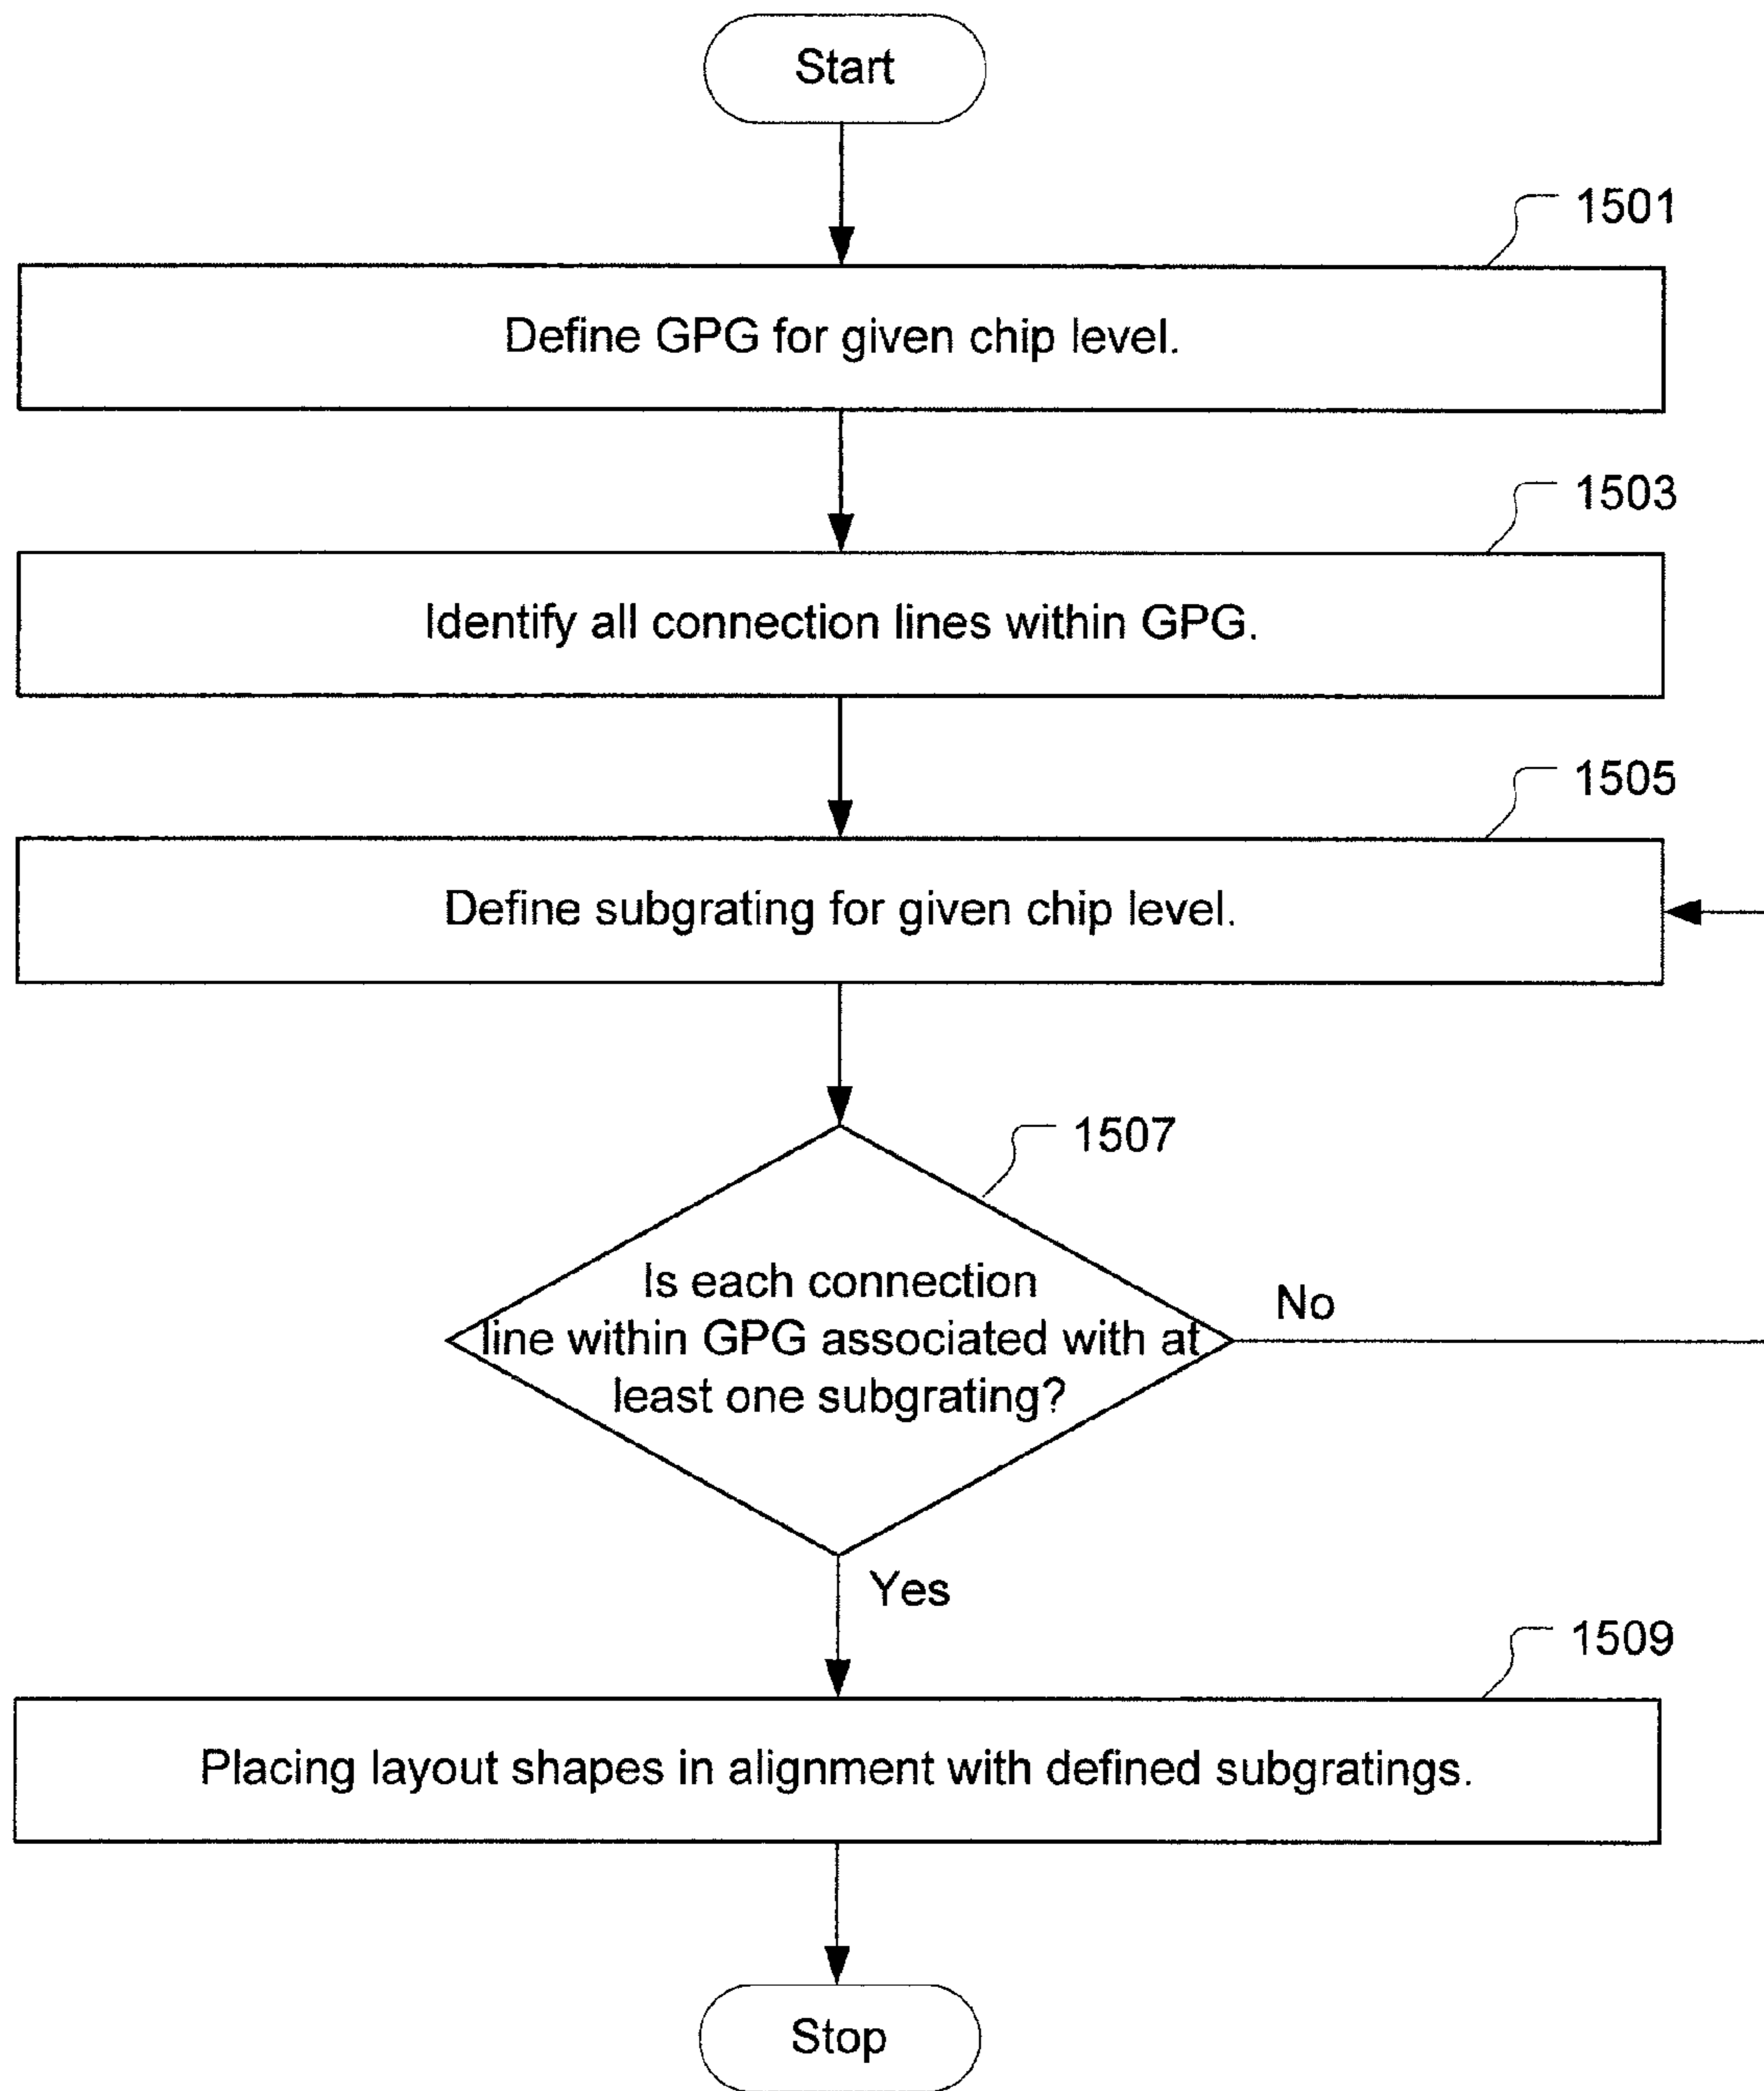 Start
1501
Define GPG for given chip level.
1503
Identify all connection lines within GPG.
1505
Define subgrating for given chip level.
1507
Is each connection
line within GPG associated with at
least one subgrating?
No
Yes
1509
Placing layout shapes in alignment with defined subgratings.
Stop